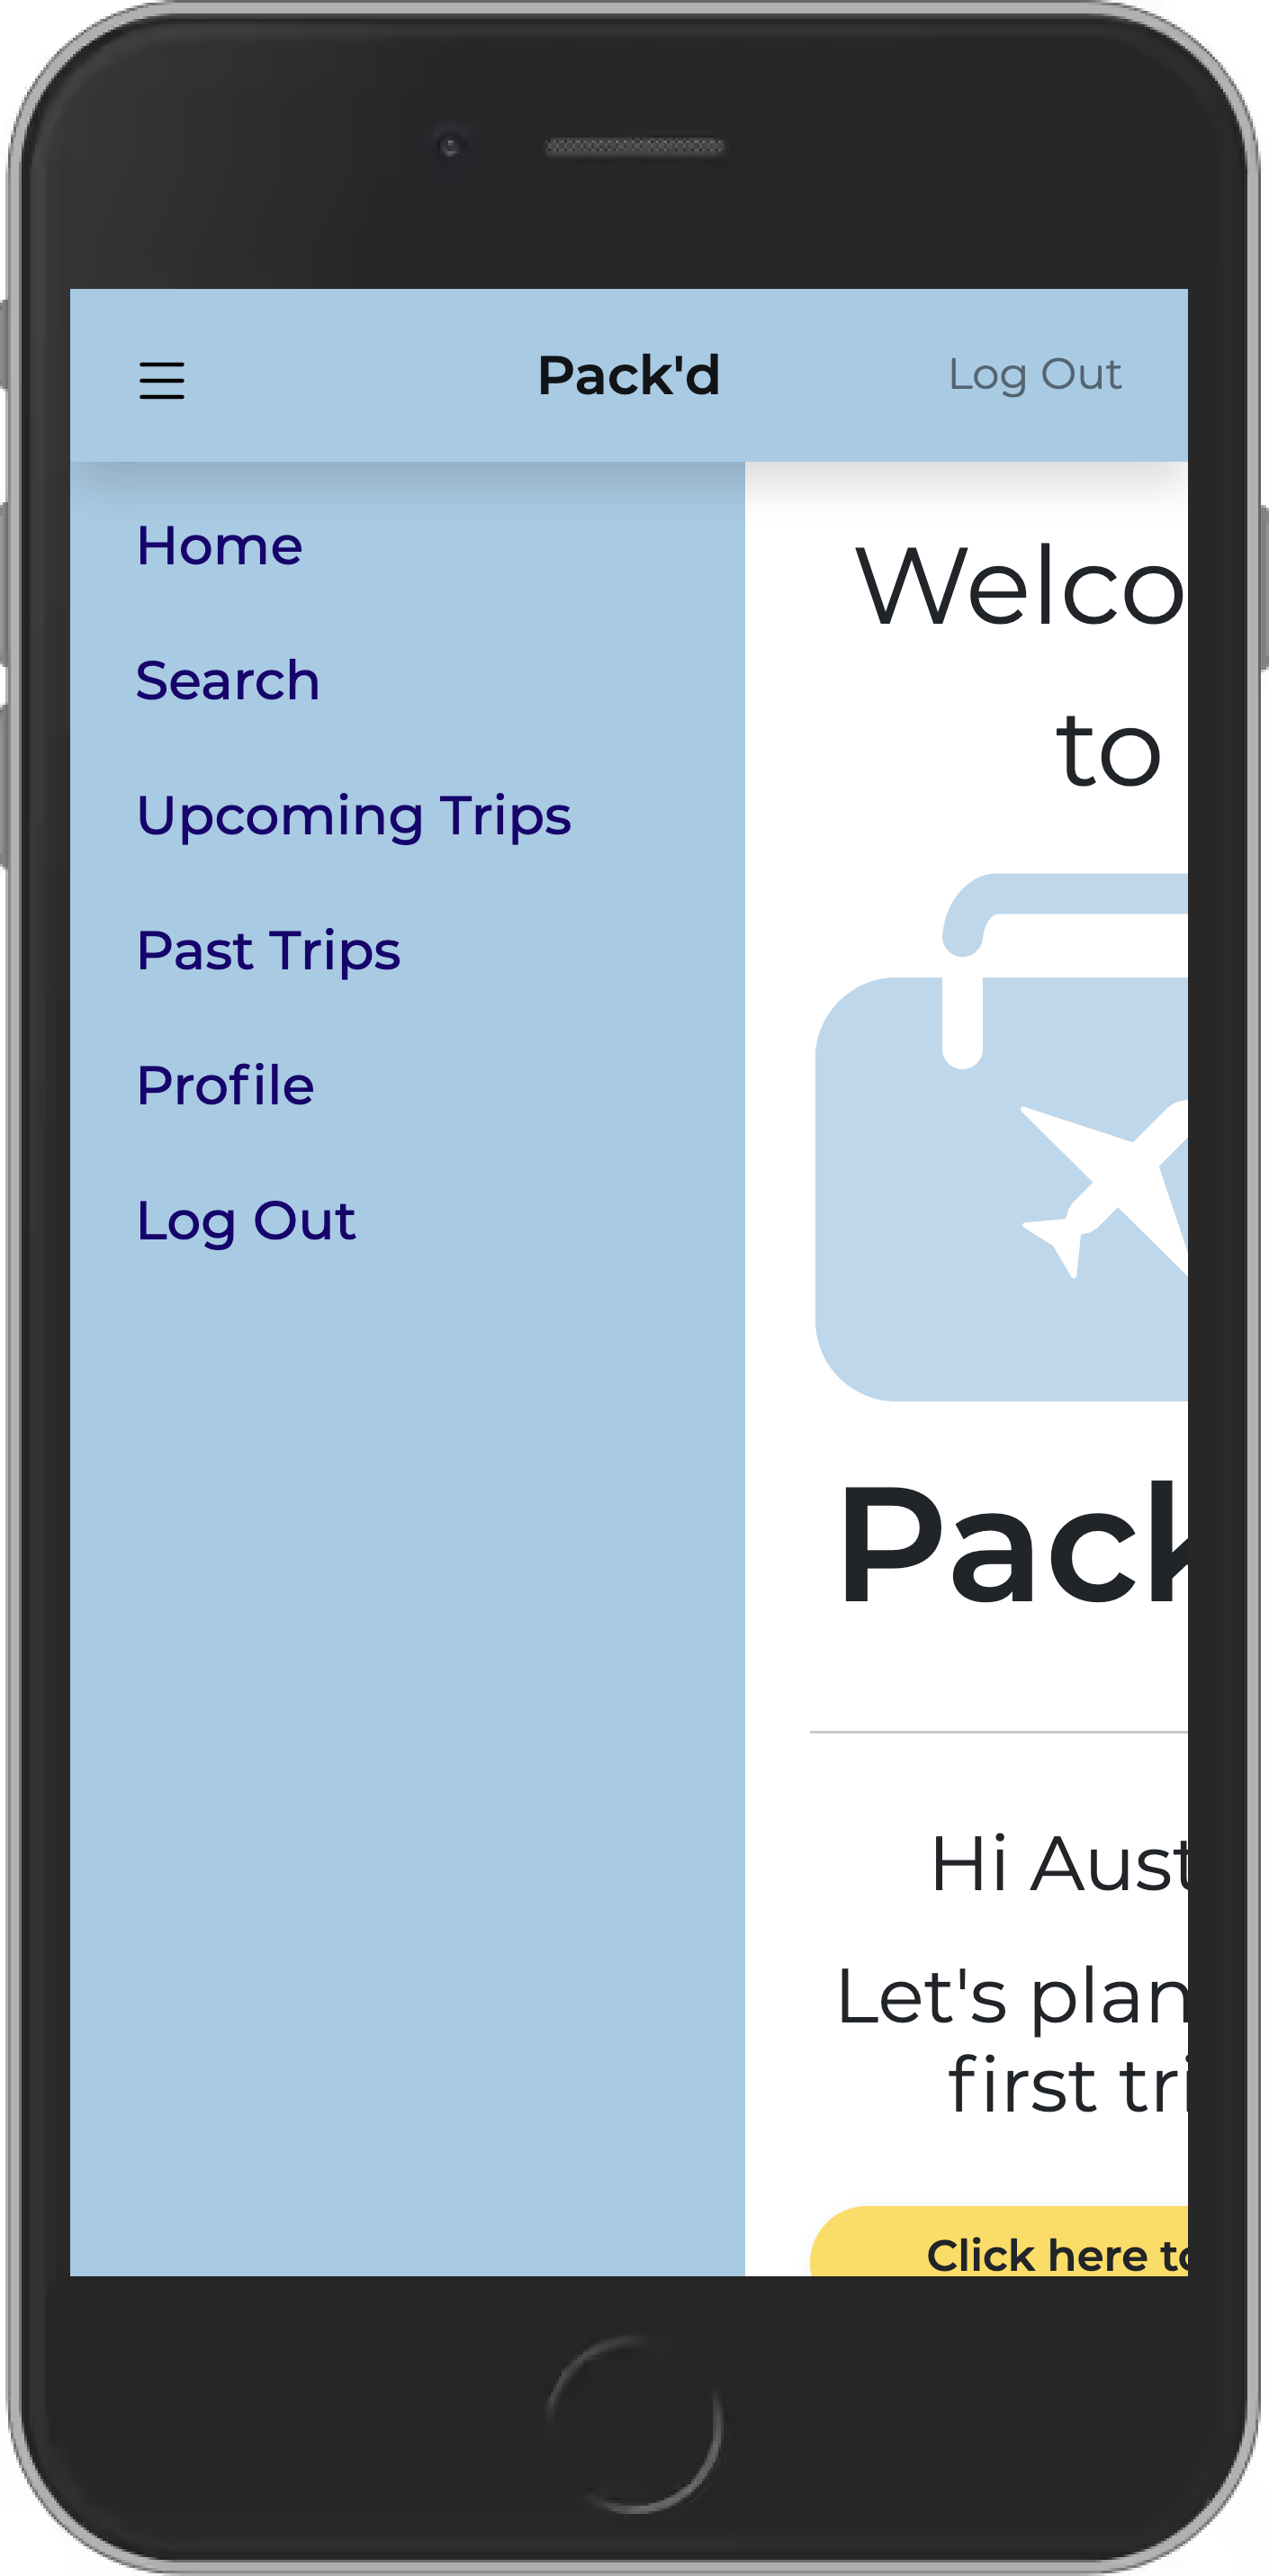 Pack'd
Log Out
Home
Search
Upcoming Trips
Past Trips
Profile
Log Out
Welco
to
Pack
Hi Aust
Let's plan
first tri
Click here to